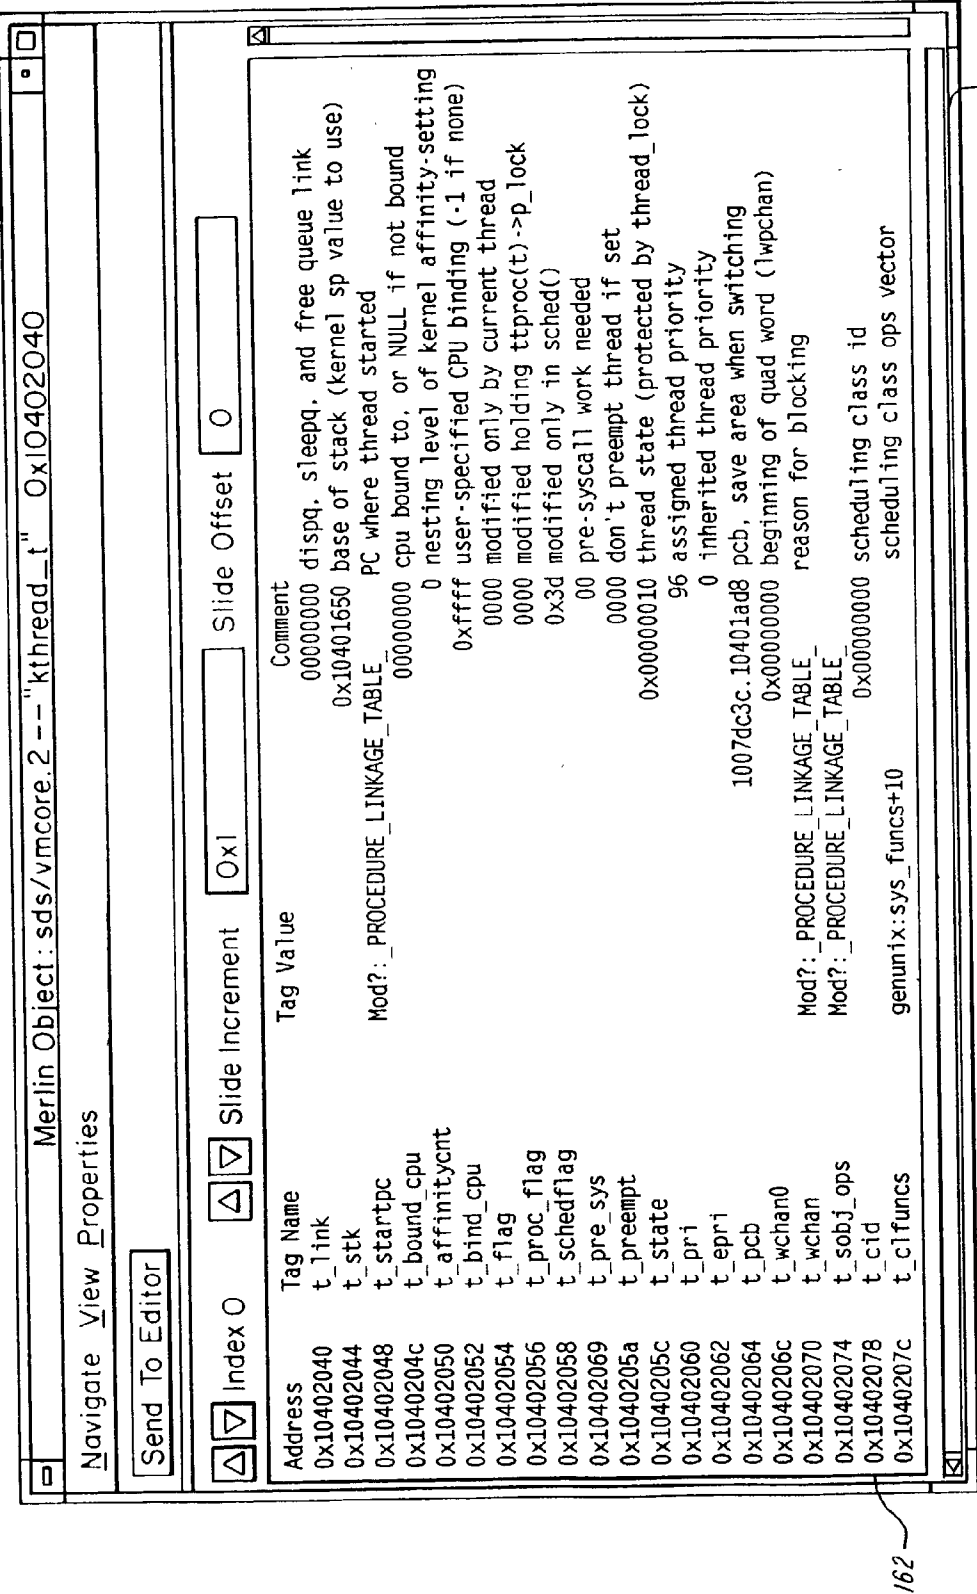 Merlin Object: sds/vmcore.2 -- "kthread_t" 0x10402040
Navigate View Properties
Send To Editor
Index 0 Slide Increment 0x1 Slide Offset 0
Address Tag Name Tag Value Comment
0x10402040 t_link 00000000 dispq, sleepq, and free queue link
0x10402044 t_stk 0x10401650 base of stack (kernel sp value to use)
0x10402048 t_startpc Mod?:_PROCEDURE_LINKAGE_TABLE_ PC where thread started
0x1040204c t_bound_cpu 00000000 cpu bound to, or NULL if not bound
0x10402050 t_affinitycnt 0 nesting level of kernel affinity-setting
0x10402052 t_bind_cpu 0xffff user-specified CPU binding (-1 if none)
0x10402054 t_flag 0000 modified only by current thread
0x10402056 t_proc_flag 0000 modified holding ttproc(t)->p_lock
0x10402058 t_schedflag 0x3d modified only in sched()
0x10402069 t_pre_sys 00 pre-syscall work needed
0x1040205a t_preempt 0000 don't preempt thread if set
0x1040205c t_state 0x00000010 thread state (protected by thread_lock)
0x10402060 t_pri 96 assigned thread priority
0x10402062 t_epri 0 inherited thread priority
0x10402064 t_pcb 1007dc3c.10401ad8 pcb, save area when switching
0x1040206c t_wchan0 0x00000000 beginning of quad word (lwpchan)
0x10402070 t_wchan Mod?:_PROCEDURE_LINKAGE_TABLE_ reason for blocking
0x10402074 t_sobj_ops Mod?:_PROCEDURE_LINKAGE_TABLE_
0x10402078 t_cid 0x00000000 scheduling class id
0x1040207c t_clfuncs genunix:sys_funcs+10 scheduling class ops vector
162